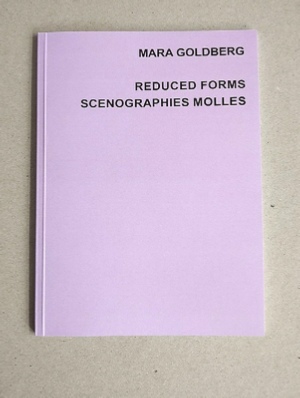 MARA GOLDBERG
REDUCED FORMS
SCENOGRAPHIES MOLLES